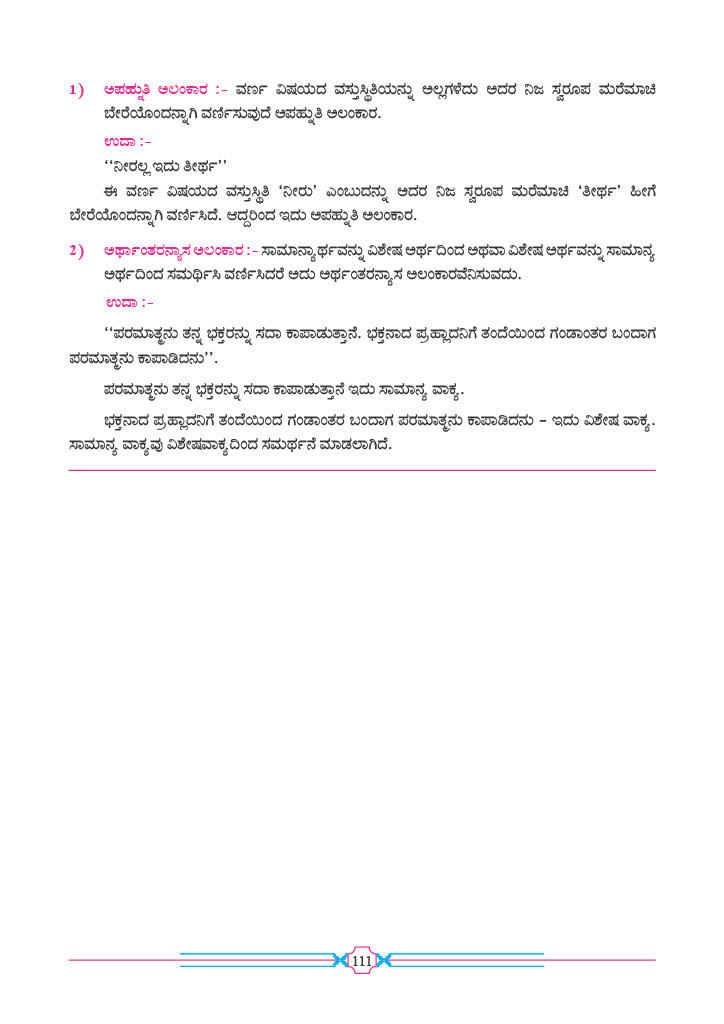 1) ಅಪಹ್ನುತಿ ಅಲಂಕಾರ :- ವರ್ಣ ವಿಷಯದ ವಸ್ತುಸ್ಥಿತಿಯನ್ನು ಅಲ್ಲಗಳೆದು ಅದರ ನಿಜ ಸ್ವರೂಪ ಮರೆಮಾಚಿ
ಬೇರೆಯೊಂದನ್ನಾಗಿ ವರ್ಣಿಸುವುದೆ ಅಪಹ್ನುತಿ ಅಲಂಕಾರ.
ಉದಾ :-
‘‘ನೀರಲ್ಲ ಇದು ತೀರ್ಥ’’
ಈ ವರ್ಣ ವಿಷಯದ ವಸ್ತುಸ್ಥಿತಿ ‘ನೀರು’ ಎಂಬುದನ್ನು ಅದರ ನಿಜ ಸ್ವರೂಪ ಮರೆಮಾಚಿ ‘ತೀರ್ಥ’ ಹೀಗೆ
ಬೇರೆಯೊಂದನ್ನಾಗಿ ವರ್ಣಿಸಿದೆ. ಆದ್ದರಿಂದ ಇದು ಅಪಹ್ನುತಿ ಅಲಂಕಾರ.
2) ಅರ್ಥಾಂತರನ್ಯಾಸ ಅಲಂಕಾರ :- ಸಾಮಾನ್ಯಾರ್ಥವನ್ನು ವಿಶೇಷ ಅರ್ಥದಿಂದ ಅಥವಾ ವಿಶೇಷ ಅರ್ಥವನ್ನು ಸಾಮಾನ್ಯ
ಅರ್ಥದಿಂದ ಸಮರ್ಥಿಸಿ ವರ್ಣಿಸಿದರೆ ಅದು ಅರ್ಥಂತರನ್ಯಾಸ ಅಲಂಕಾರವೆನಿಸುವದು.
ಉದಾ :-
‘‘ಪರಮಾತ್ಮನು ತನ್ನ ಭಕ್ತರನ್ನು ಸದಾ ಕಾಪಾಡುತ್ತಾನೆ. ಭಕ್ತನಾದ ಪ್ರಹ್ಲಾದನಿಗೆ ತಂದೆಯಿಂದ ಗಂಡಾಂತರ ಬಂದಾಗ
ಪರಮಾತ್ಮನು ಕಾಪಾಡಿದನು’’.
ಪರಮಾತ್ಮನು ತನ್ನ ಭಕ್ತರನ್ನು ಸದಾ ಕಾಪಾಡುತ್ತಾನೆ ಇದು ಸಾಮಾನ್ಯ ವಾಕ್ಯ.
ಭಕ್ತನಾದ ಪ್ರಹ್ಲಾದನಿಗೆ ತಂದೆಯಿಂದ ಗಂಡಾಂತರ ಬಂದಾಗ ಪರಮಾತ್ಮನು ಕಾಪಾಡಿದನು – ಇದು ವಿಶೇಷ ವಾಕ್ಯ.
ಸಾಮಾನ್ಯ ವಾಕ್ಯವು ವಿಶೇಷವಾಕ್ಯದಿಂದ ಸಮರ್ಥನೆ ಮಾಡಲಾಗಿದೆ.
111